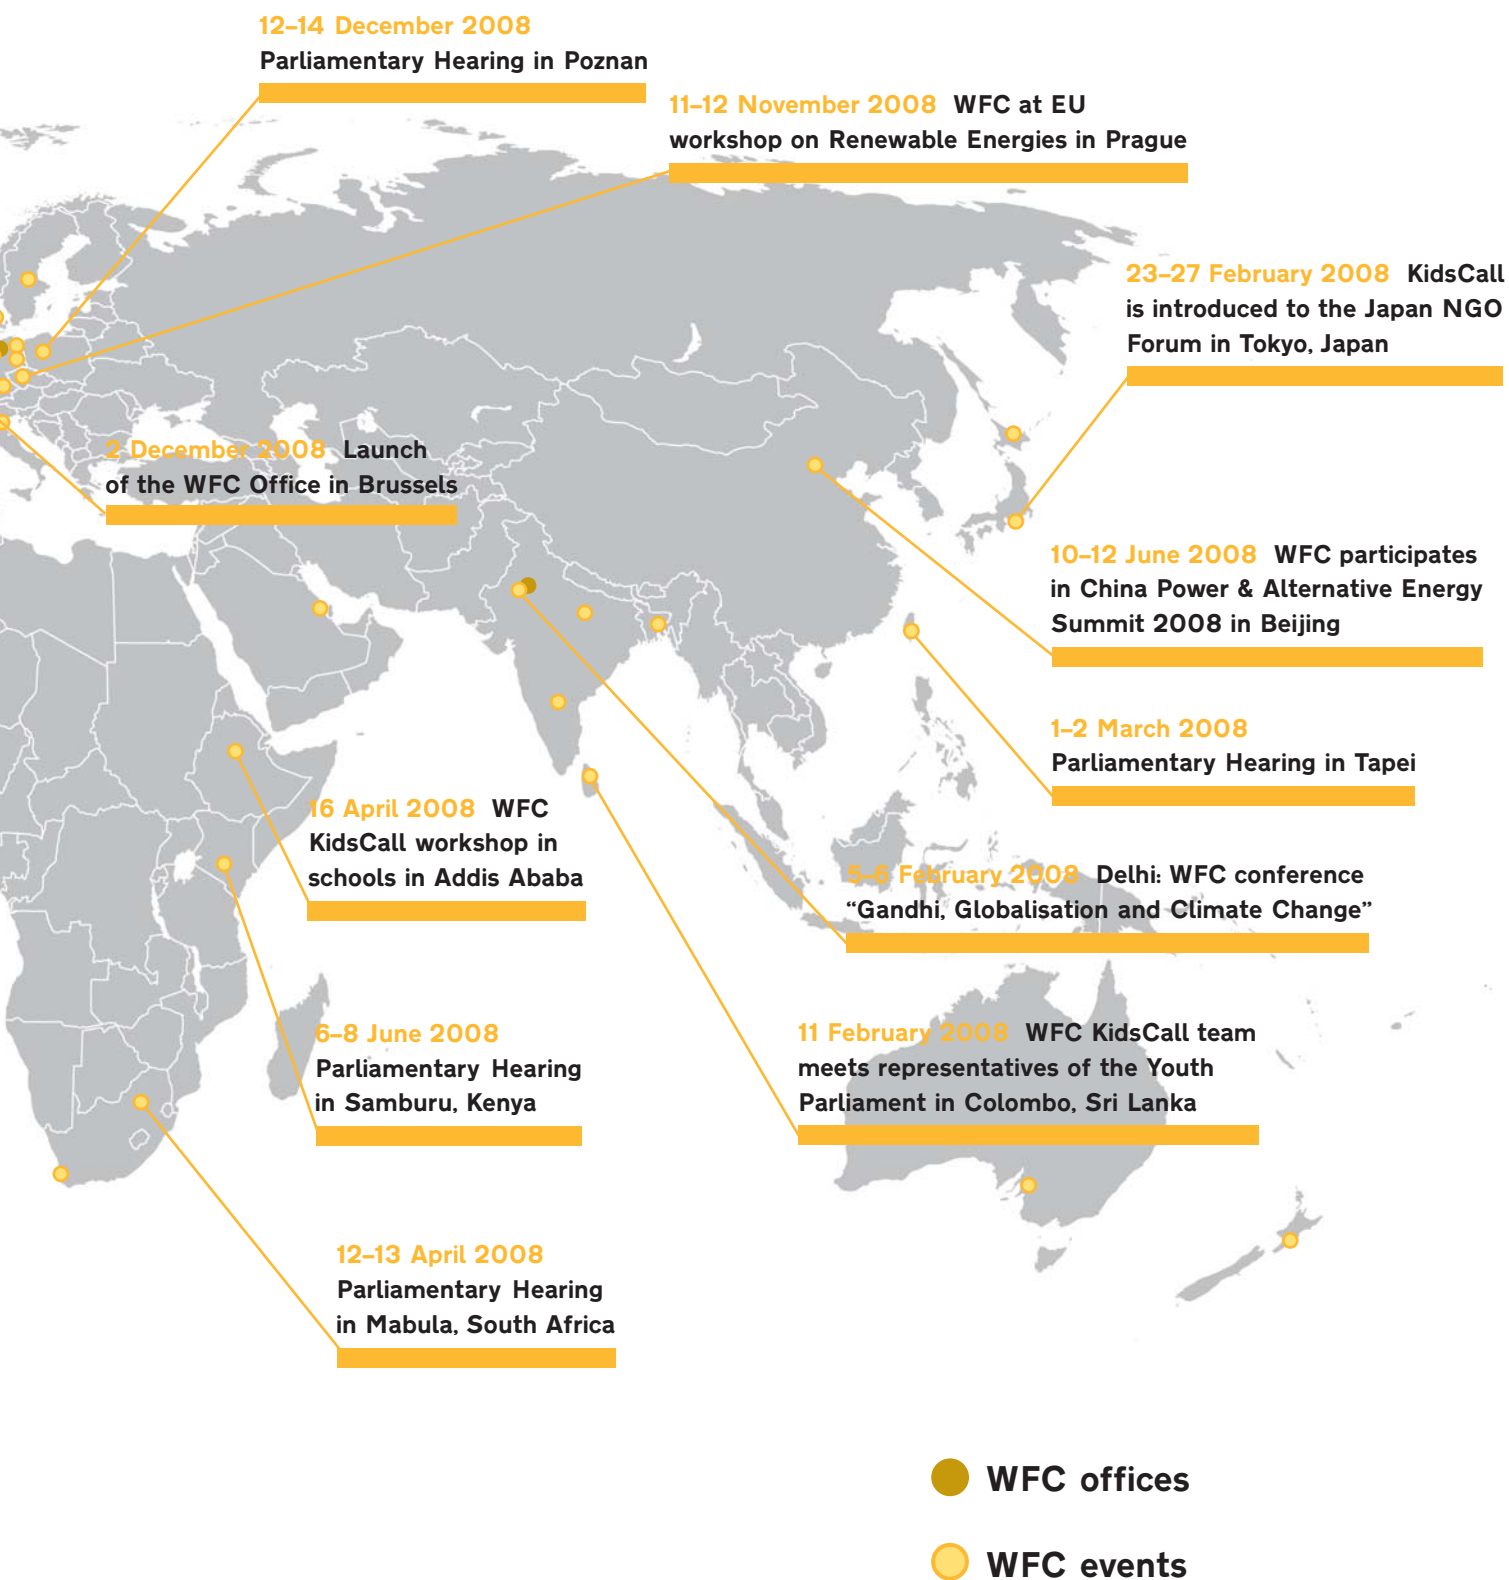 12–14 December 2008
Parliamentary Hearing in Poznan
11–12 November 2008 WFC at EU
workshop on Renewable Energies in Prague
23–27 February 2008 KidsCall
is introduced to the Japan NGO
Forum in Tokyo, Japan
2 December 2008 Launch
of the WFC Office in Brussels
10–12 June 2008 WFC participates
in China Power & Alternative Energy
Summit 2008 in Beijing
1–2 March 2008
Parliamentary Hearing in Tapei
16 April 2008 WFC
KidsCall workshop in
schools in Addis Ababa
5-6 February 2008 Delhi: WFC conference
“Gandhi, Globalisation and Climate Change”
6–8 June 2008
Parliamentary Hearing
in Samburu, Kenya
11 February 2008 WFC KidsCall team
meets representatives of the Youth
Parliament in Colombo, Sri Lanka
12–13 April 2008
Parliamentary Hearing
in Mabula, South Africa
WFC offices
WFC events